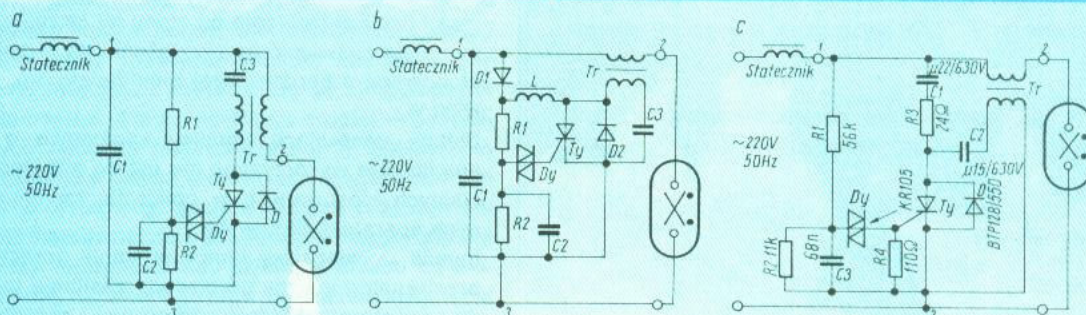 a
Statecznik
1
C3
R1
Tr
2
~220V
50Hz
C1
Ty
D
Dy
C2
R2
b
Statecznik
1
2
D1
L
Tr
C3
R1
Ty
D2
~220V
50Hz
C1
Dy
R2
C2
c
Statecznik
1
2
μ22/630V
C1
Tr
R3
24Ω
R1
56k
C2
μ15/630V
~220V
50Hz
Dy
KR105
Ty
D
BTP128/550
R2 11k
C3
68n
R4
110Ω